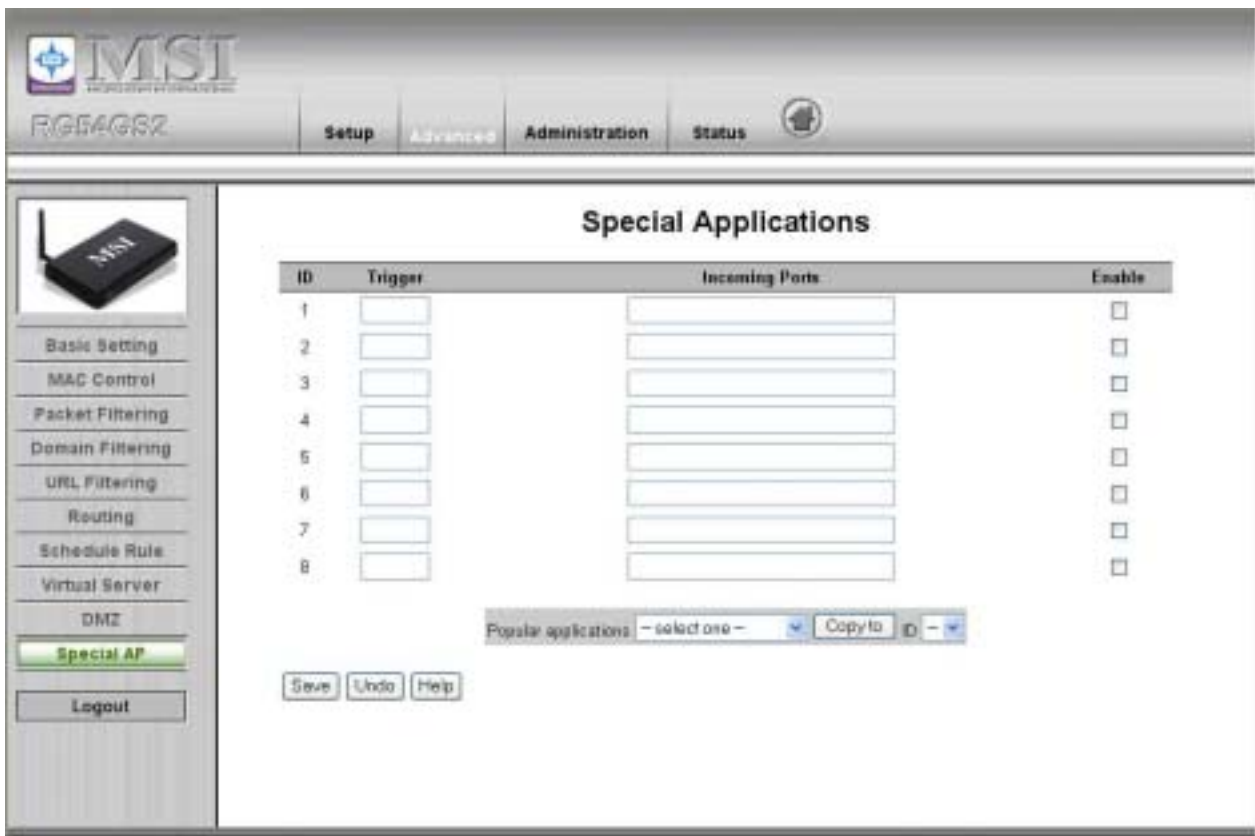 MSI
RG54GS2
Setup
Advanced
Administration
Status
MSI
Basic Setting
MAC Control
Packet Filtering
Domain Filtering
URL Filtering
Routing
Schedule Rule
Virtual Server
DMZ
Special AP
Logout
Special Applications
ID Trigger Incoming Ports Enable
1
2
3
4
5
6
7
8
Popular applications -- select one -- Copy to ID --
Save Undo Help